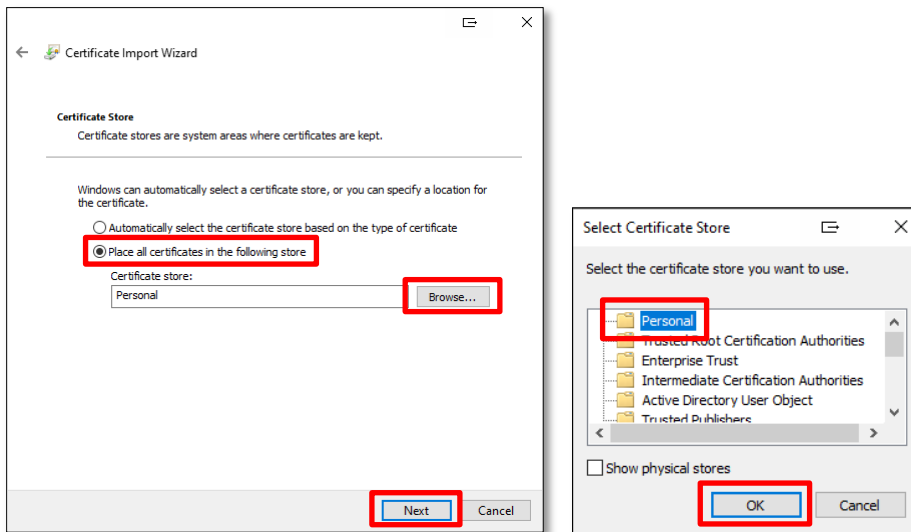 Certificate Import Wizard
Certificate Store
Certificate stores are system areas where certificates are kept.
Windows can automatically select a certificate store, or you can specify a location for
the certificate.
Automatically select the certificate store based on the type of certificate
Place all certificates in the following store
Certificate store:
Personal
Browse...
Next
Cancel
Select Certificate Store
Select the certificate store you want to use.
Personal
Trusted Root Certification Authorities
Enterprise Trust
Intermediate Certification Authorities
Active Directory User Object
Trusted Publishers
Show physical stores
OK
Cancel